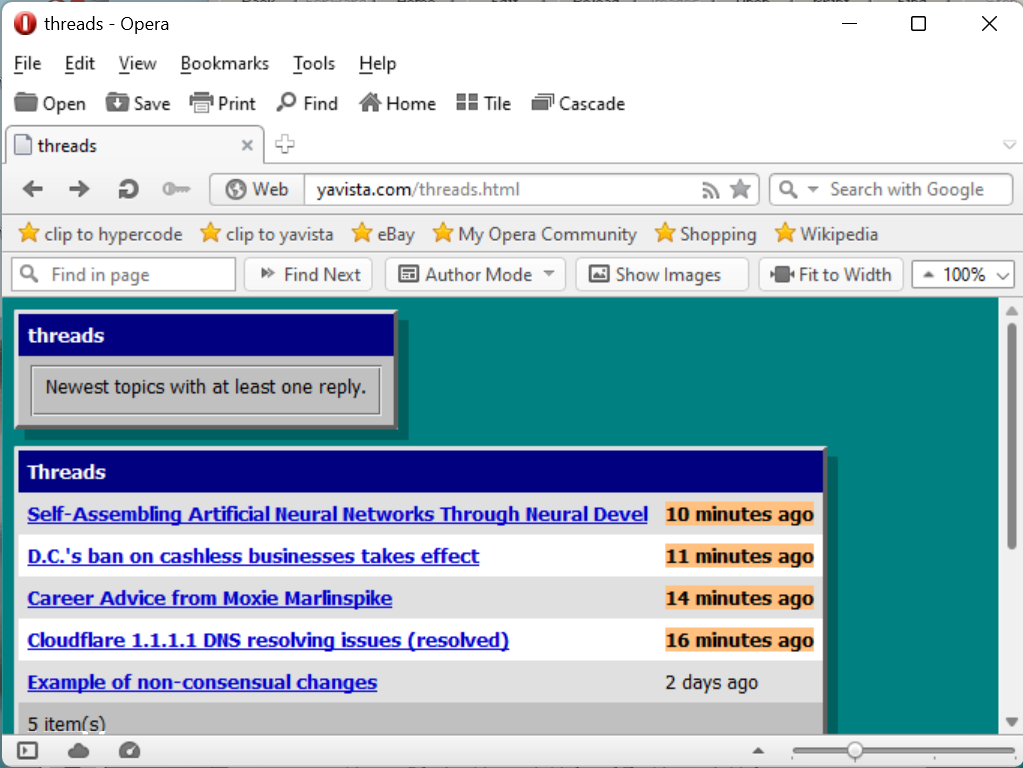 threads - Opera
File Edit View Bookmarks Tools Help
Open Save Print Find Home Tile Cascade
threads
Web yavista.com/threads.html Search with Google
clip to hypercode clip to yavista eBay My Opera Community Shopping Wikipedia
Find in page Find Next Author Mode Show Images Fit to Width 100%
threads
Newest topics with at least one reply.
Threads
Self-Assembling Artificial Neural Networks Through Neural Devel 10 minutes ago
D.C.'s ban on cashless businesses takes effect 11 minutes ago
Career Advice from Moxie Marlinspike 14 minutes ago
Cloudflare 1.1.1.1 DNS resolving issues (resolved) 16 minutes ago
Example of non-consensual changes 2 days ago
5 item(s)